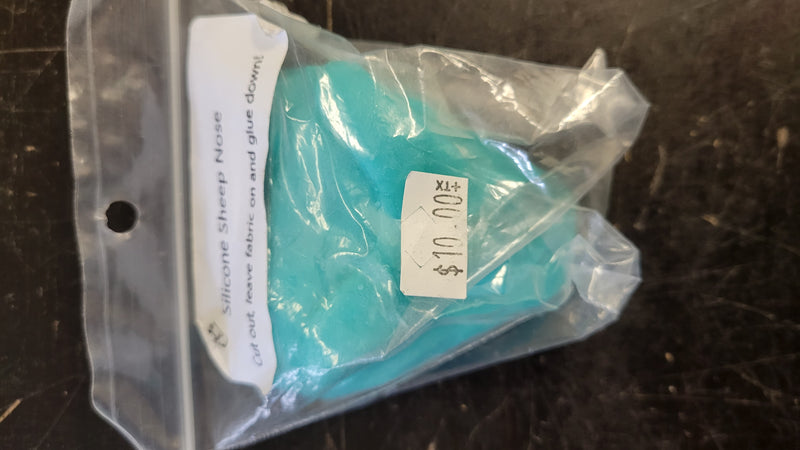 Silicone Sheep Nose
Cut out, leave fabric on and glue down!
$10.00
+TX